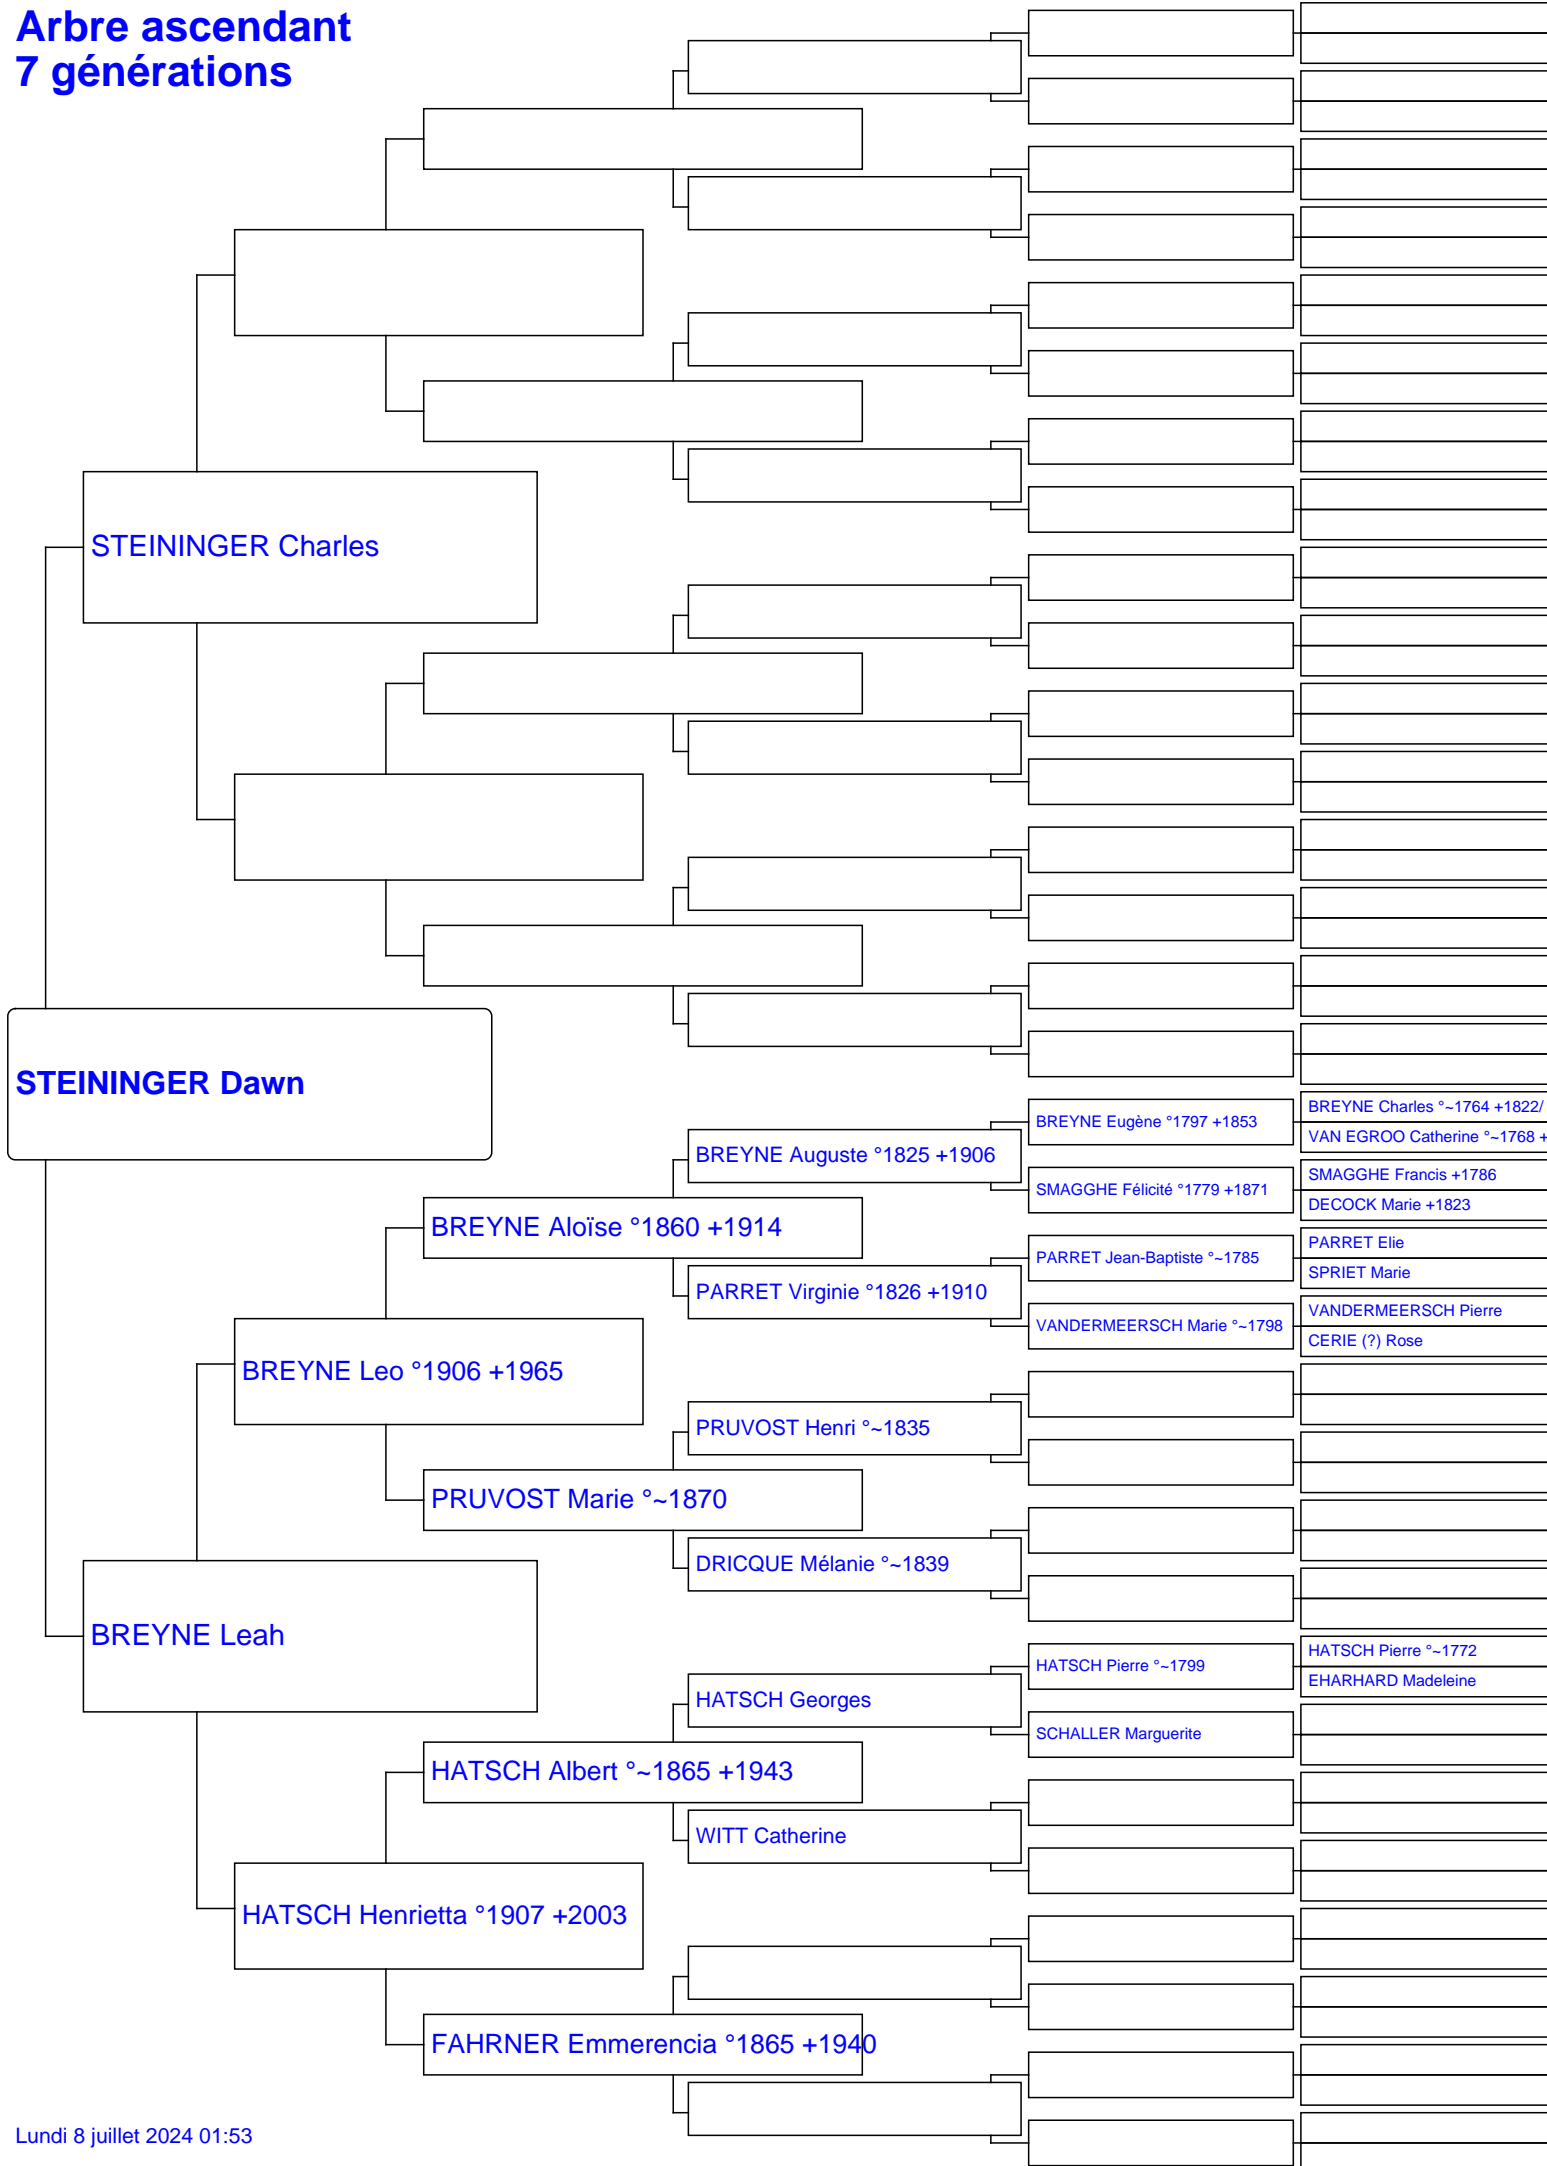 Arbre ascendant
7 générations
STEININGER Charles
STEININGER Dawn
BREYNE Eugène °1797 +1853
BREYNE Charles °~1764 +1822/
VAN EGROO Catherine °~1768 +
BREYNE Auguste °1825 +1906
SMAGGHE Félicité °1779 +1871
SMAGGHE Francis +1786
DECOCK Marie +1823
BREYNE Aloïse °1860 +1914
PARRET Jean-Baptiste °~1785
PARRET Elie
SPRIET Marie
PARRET Virginie °1826 +1910
VANDERMEERSCH Marie °~1798
VANDERMEERSCH Pierre
CERIE (?) Rose
BREYNE Leo °1906 +1965
PRUVOST Henri °~1835
PRUVOST Marie °~1870
DRICQUE Mélanie °~1839
BREYNE Leah
HATSCH Pierre °~1799
HATSCH Pierre °~1772
EHARHARD Madeleine
HATSCH Georges
SCHALLER Marguerite
HATSCH Albert °~1865 +1943
WITT Catherine
HATSCH Henrietta °1907 +2003
FAHRNER Emmerencia °1865 +1940
Lundi 8 juillet 2024 01:53